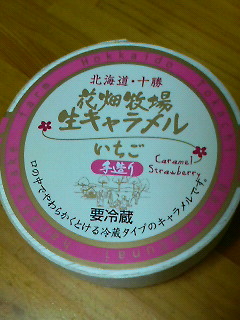 北海道・十勝
花畑牧場
生キャラメル
いちご
手造り
Caramel
Strawberry
要冷蔵
口の中でやわらかくとける冷蔵タイプのキャラメルです。
Hokkaido